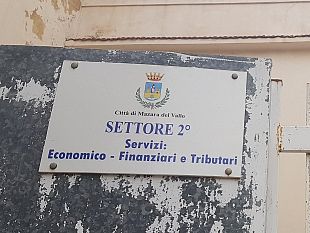 Città di Mazara del Vallo
SETTORE 2°
Servizi:
Economico - Finanziari e Tributari